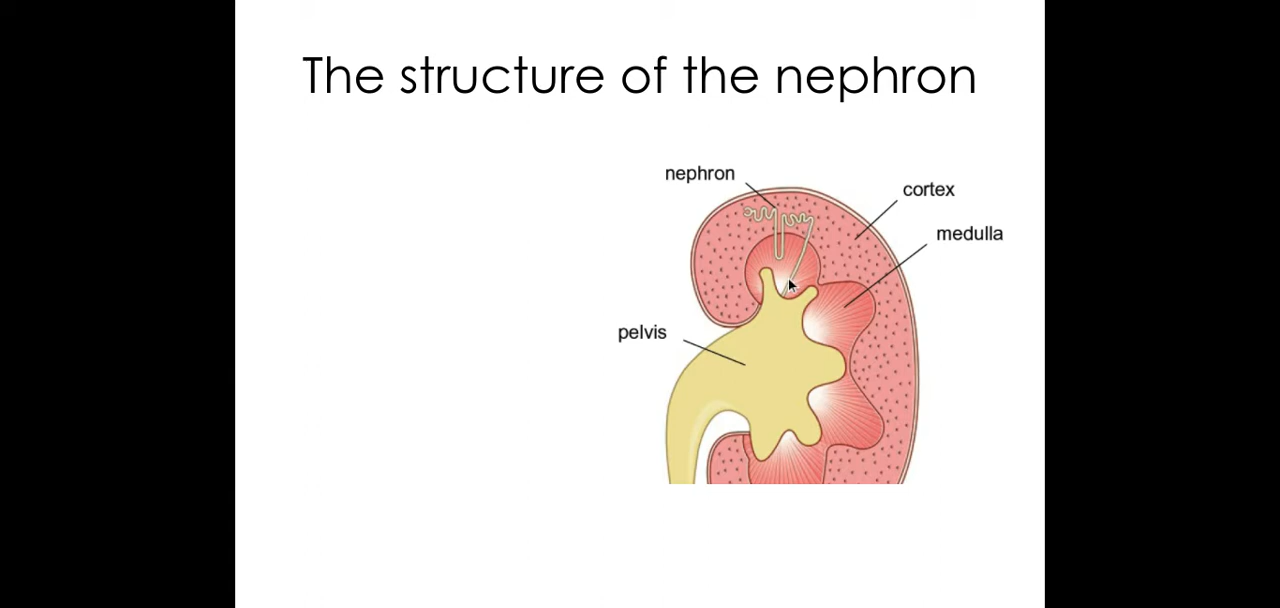 The structure of the nephron
nephron
cortex
medulla
pelvis